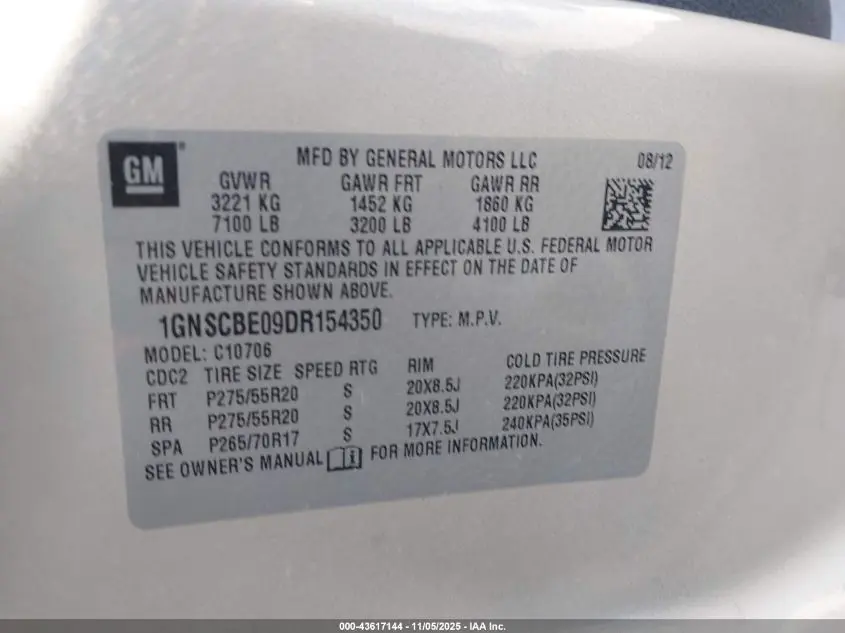 GM
MFD BY GENERAL MOTORS LLC 08/12
GVWR GAWR FRT GAWR RR
3221 KG 1452 KG 1860 KG
7100 LB 3200 LB 4100 LB
THIS VEHICLE CONFORMS TO ALL APPLICABLE U.S. FEDERAL MOTOR
VEHICLE SAFETY STANDARDS IN EFFECT ON THE DATE OF
MANUFACTURE SHOWN ABOVE.
1GNSCBE09DR154350 TYPE: M.P.V.
MODEL: C10706
CDC2 TIRE SIZE SPEED RTG RIM COLD TIRE PRESSURE
FRT P275/55R20 S 20X8.5J 220KPA(32PSI)
RR P275/55R20 S 20X8.5J 220KPA(32PSI)
SPA P265/70R17 S 17X7.5J 240KPA(35PSI)
SEE OWNER'S MANUAL FOR MORE INFORMATION.
000-43617144 - 11/05/2025 - IAA Inc.